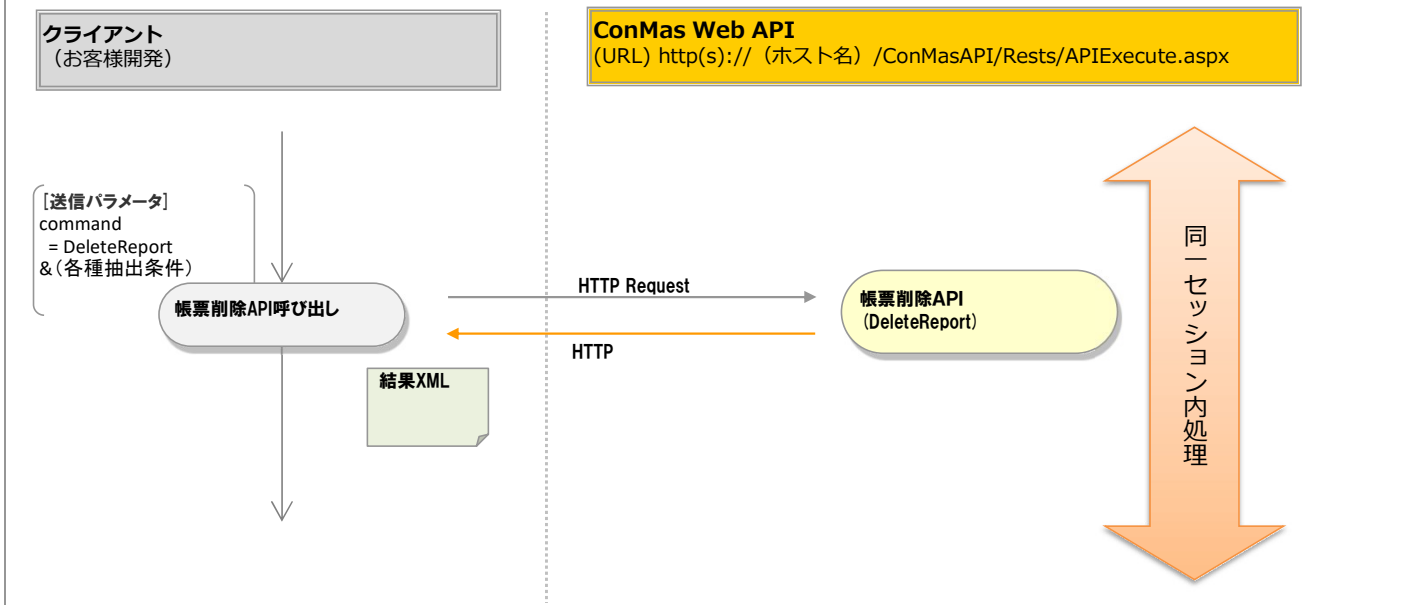 クライアント
（お客様開発）
ConMas Web API
(URL) http(s)://（ホスト名）/ConMasAPI/Rests/APIExecute.aspx
[送信パラメータ]
command
= DeleteReport
&（各種抽出条件）
帳票削除API呼び出し
HTTP Request
HTTP
結果XML
帳票削除API
（DeleteReport）
同一セッション内処理